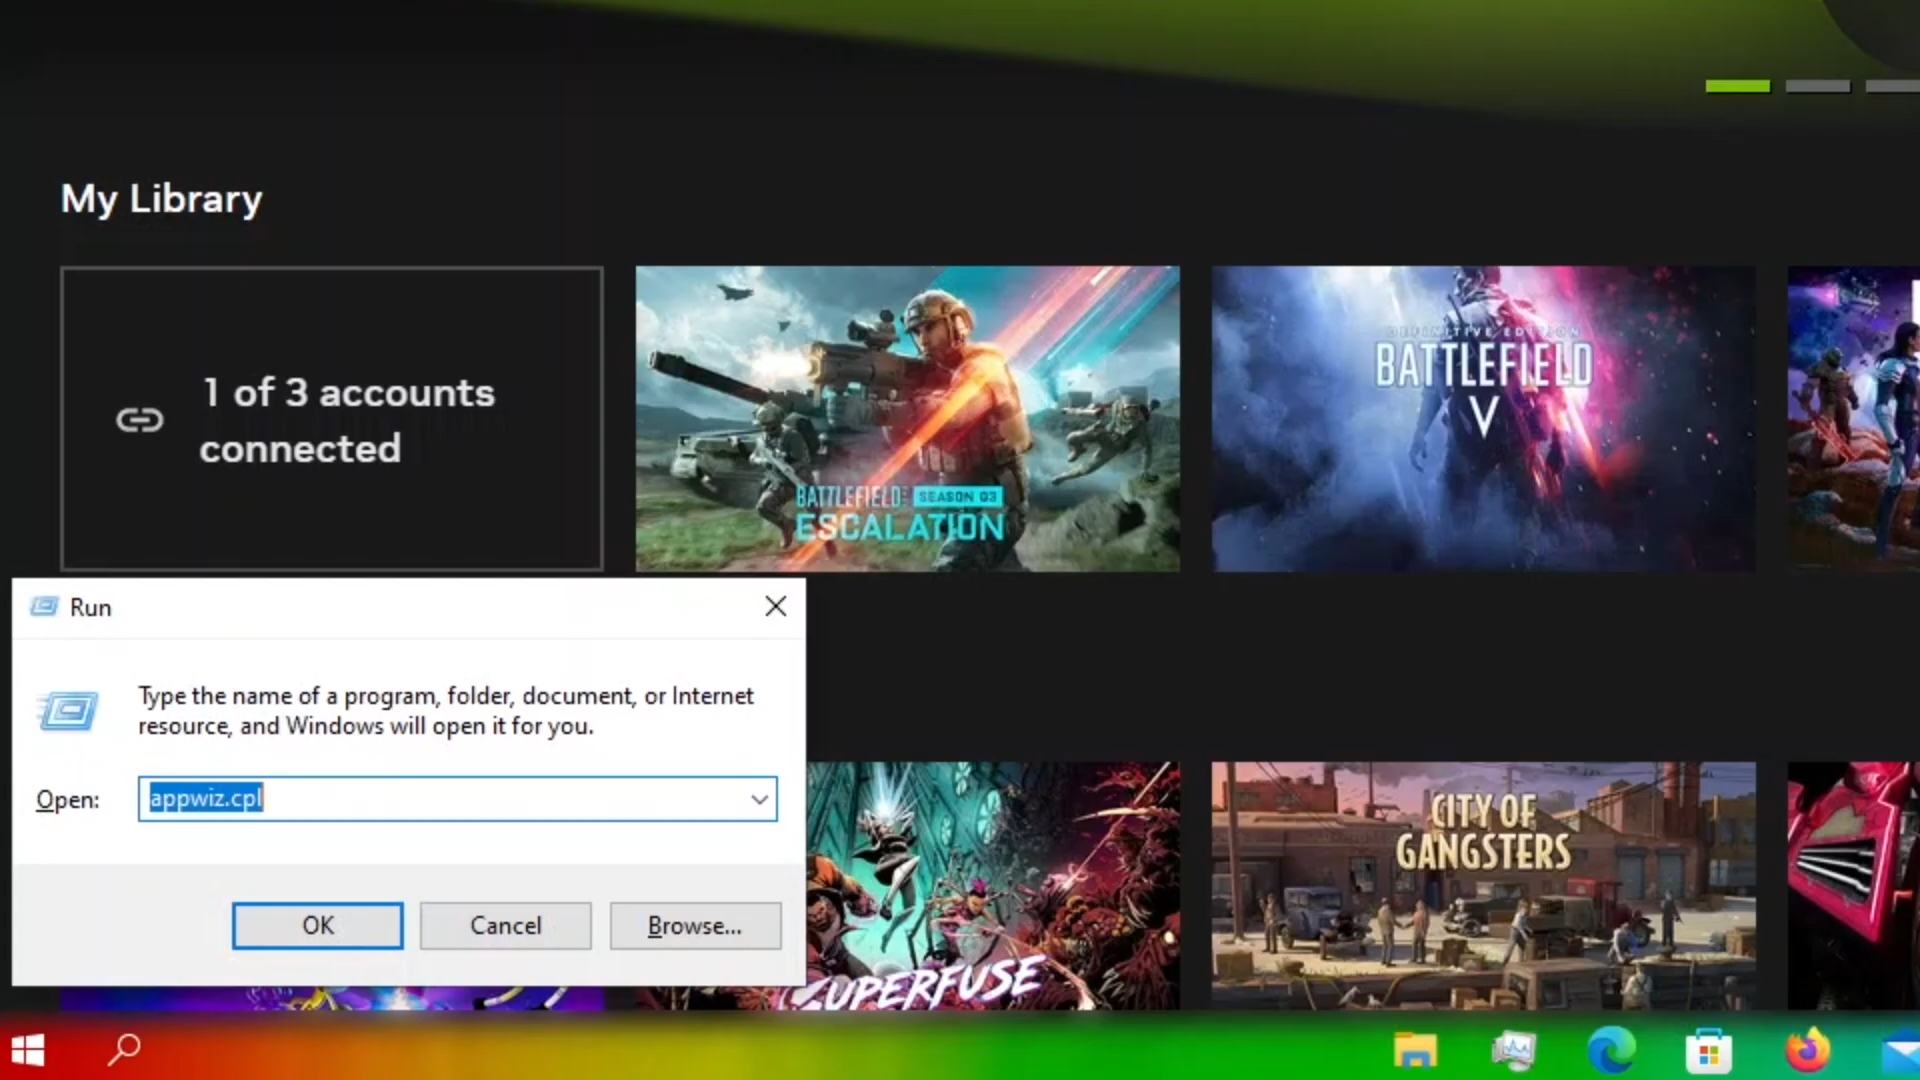 My Library
1 of 3 accounts
connected
BATTLEFIELD SEASON 03
ESCALATION
DEFINITIVE EDITION
BATTLEFIELD
V
Run
Type the name of a program, folder, document, or Internet
resource, and Windows will open it for you.
Open:
appwiz.cpl
OK
Cancel
Browse...
SUPERFUSE
CITY OF
GANGSTERS